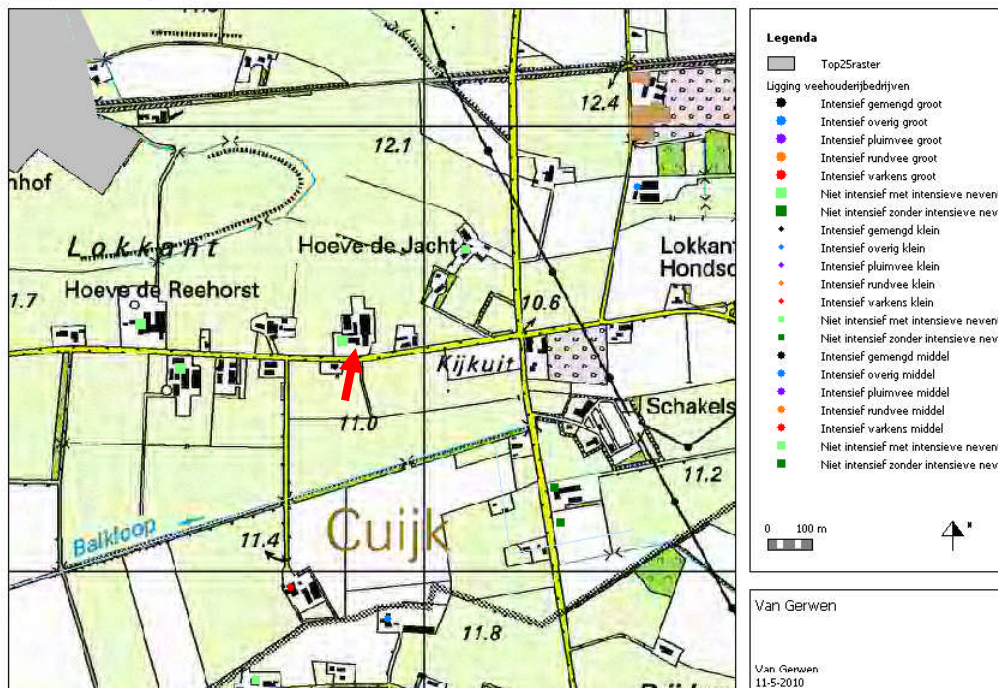 12.4
12.1
nhof
Lokkant
Hoeve de Jacht
Lokkan
Hondsc
1.7
Hoeve de Reehorst
10.6
Kijkuit
11.0
Schakels
11.2
Balkloop
Cuijk
11.4
11.8
Legenda
Top25raster
Ligging veehouderijbedrijven
Intensief gemengd groot
Intensief overig groot
Intensief pluimvee groot
Intensief rundvee groot
Intensief varkens groot
Niet intensief met intensieve neven
Niet intensief zonder intensieve nev
Intensief gemengd klein
Intensief overig klein
Intensief pluimvee klein
Intensief rundvee klein
Intensief varkens klein
Niet intensief met intensieve neven
Niet intensief zonder intensieve nev
Intensief gemengd middel
Intensief overig middel
Intensief pluimvee middel
Intensief rundvee middel
Intensief varkens middel
Niet intensief met intensieve neven
Niet intensief zonder intensieve nev
0 100 m
Van Gerwen
Van Gerwen
11-5-2010